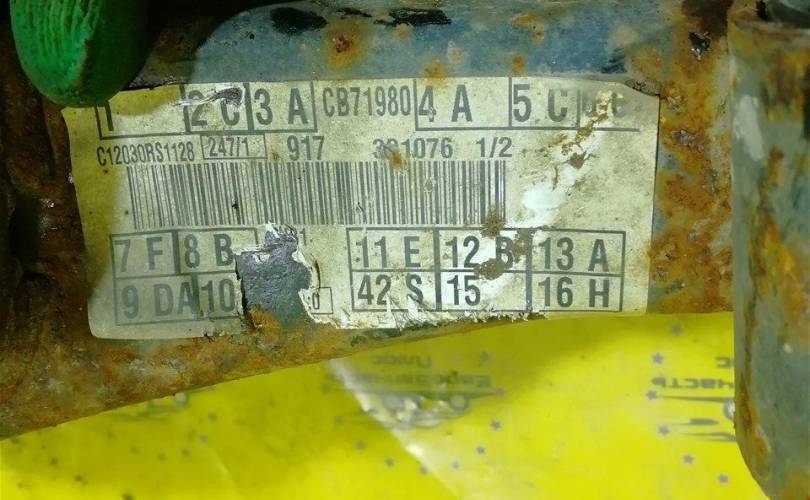 1 2 C 3 A CB71980 4 A 5 C
C12030RS1128 247/1 917 1/2
7 F 8 B 11 E 12 B 13 A
9 DA 10 42 S 15 16 H